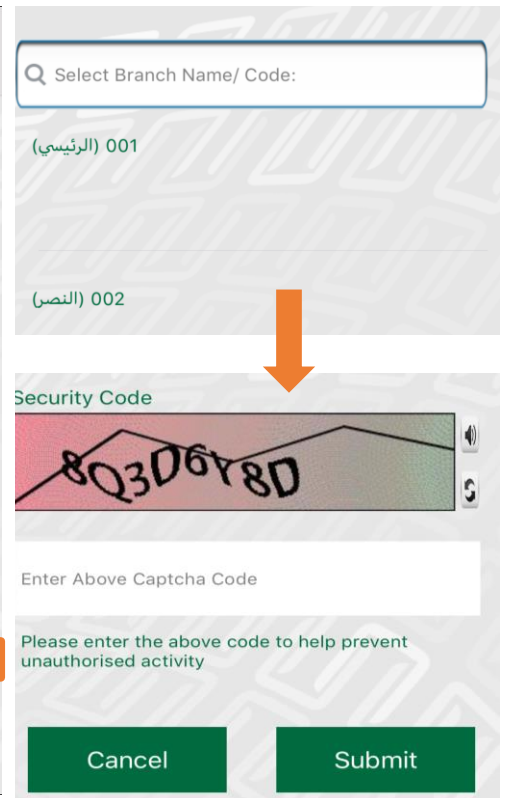 Select Branch Name/ Code:
001 (الرئيسي)
002 (النصر)
Security Code
8Q3D6Y8D
Enter Above Captcha Code
Please enter the above code to help prevent
unauthorised activity
Cancel
Submit